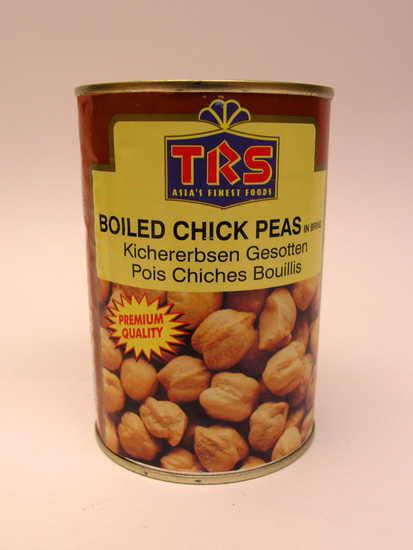 TRS
ASIA'S FINEST FOODS
BOILED CHICK PEAS IN BRINE
Kichererbsen Gesotten
Pois Chiches Bouillis
PREMIUM
QUALITY